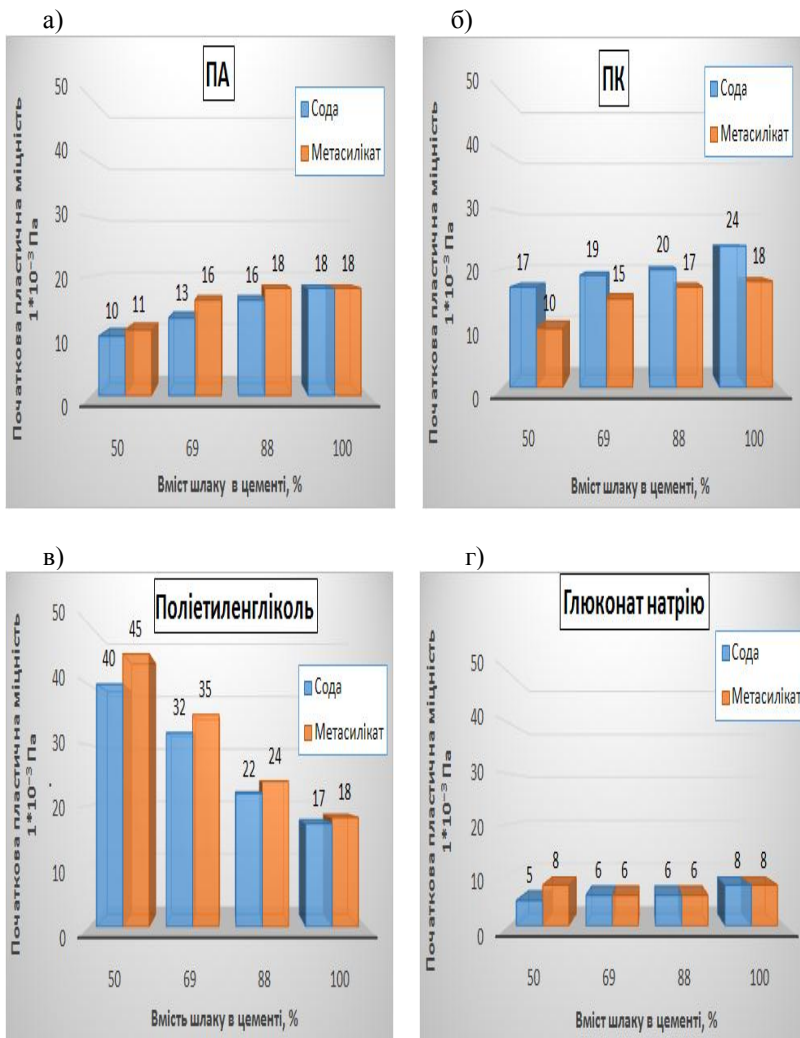 а)
ПА
Початкова пластична міцність
1*10⁻³ Па
50
40
30
20
10
0
Сода
Метасилікат
10 11 13 16 16 18 18 18
50 69 88 100
Вміст шлаку в цементі, %
б)
ПК
Початкова пластична міцність
1*10⁻³ Па
50
40
30
20
10
0
Сода
Метасилікат
17 10 19 15 20 17 24 18
50 69 88 100
Вміст шлаку в цементі, %
в)
Поліетиленгліколь
Початкова пластична міцність
1*10⁻³ Па
50
40
30
20
10
0
Сода
Метасилікат
40 45 32 35 22 24 17 18
50 69 88 100
Вмість шлаку в цементі, %
г)
Глюконат натрію
Початкова пластична міцність
1*10⁻³ Па
50
40
30
20
10
0
Сода
Метасилікат
5 8 6 6 6 6 8 8
50 69 88 100
Вміст шлаку в цементі, %